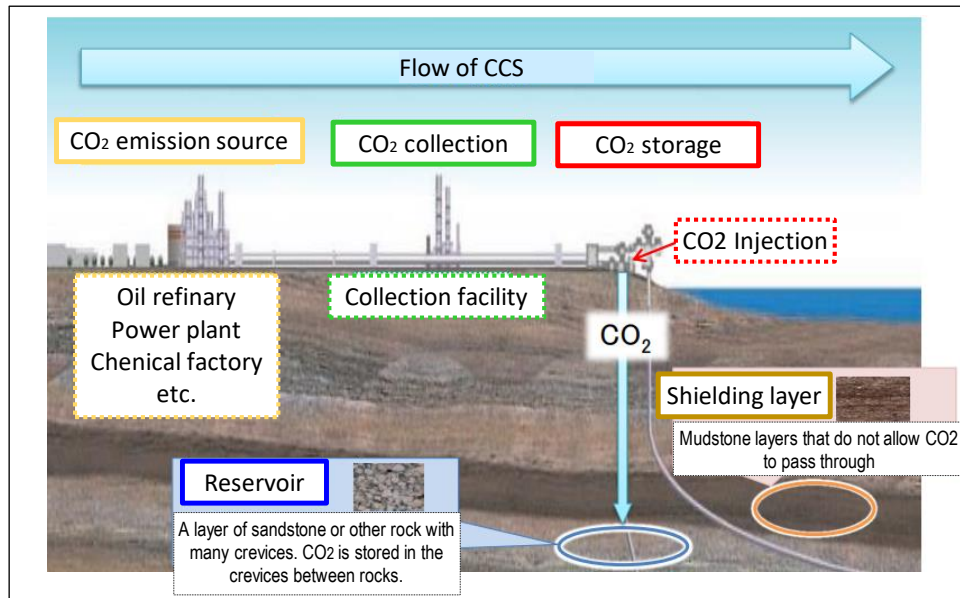 Flow of CCS
CO2 emission source
CO2 collection
CO2 storage
CO2 Injection
Oil refinary
Power plant
Chemical factory
etc.
Collection facility
CO2
Shielding layer
Mudstone layers that do not allow CO2
to pass through
Reservoir
A layer of sandstone or other rock with
many crevices. CO2 is stored in the
crevices between rocks.